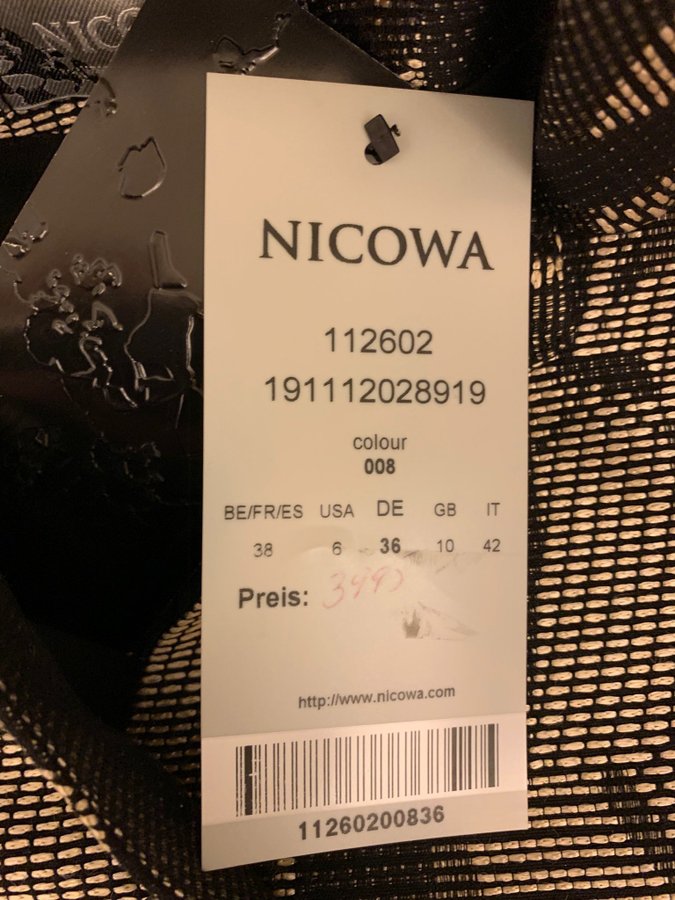 NICO
NICOWA
112602
191112028919
colour
008
BE/FR/ES USA DE GB IT
38 6 36 10 42
Preis:
http://www.nicowa.com
11260200836